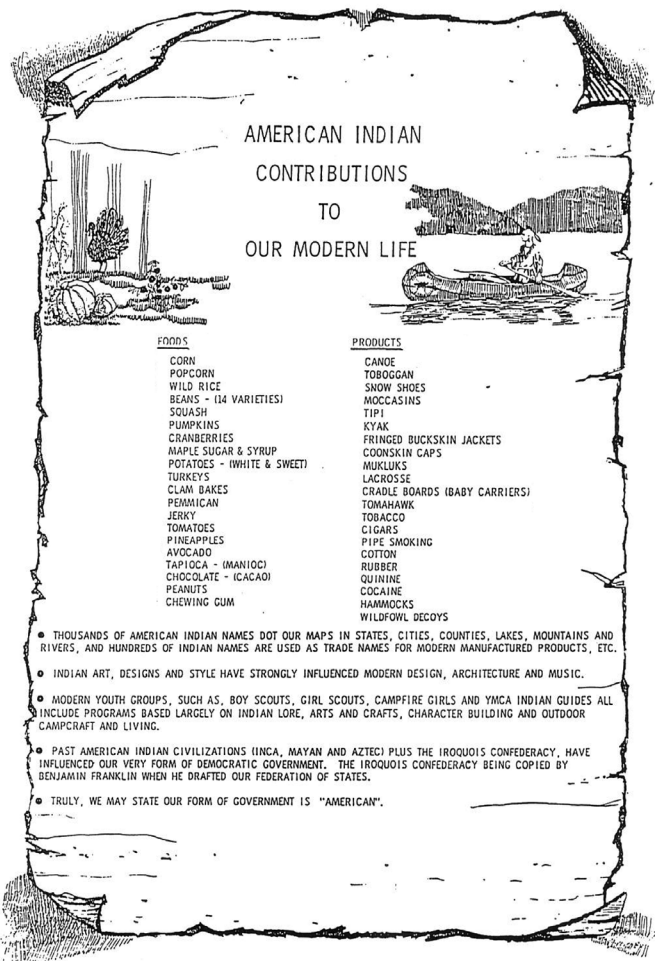 AMERICAN INDIAN
CONTRIBUTIONS
TO
OUR MODERN LIFE
FOODS
CORN
POPCORN
WILD RICE
BEANS - (14 VARIETIES)
SQUASH
PUMPKINS
CRANBERRIES
MAPLE SUGAR & SYRUP
POTATOES - (WHITE & SWEET)
TURKEYS
CLAM BAKES
PEMMICAN
JERKY
TOMATOES
PINEAPPLES
AVOCADO
TAPIOCA - (MANIOC)
CHOCOLATE - (CACAO)
PEANUTS
CHEWING GUM
PRODUCTS
CANOE
TOBOGGAN
SNOW SHOES
MOCCASINS
TIPI
KYAK
FRINGED BUCKSKIN JACKETS
COONSKIN CAPS
MUKLUKS
LACROSSE
CRADLE BOARDS (BABY CARRIERS)
TOMAHAWK
TOBACCO
CIGARS
PIPE SMOKING
COTTON
RUBBER
QUININE
COCAINE
HAMMOCKS
WILDFOWL DECOYS
• THOUSANDS OF AMERICAN INDIAN NAMES DOT OUR MAPS IN STATES, CITIES, COUNTIES, LAKES, MOUNTAINS AND
RIVERS, AND HUNDREDS OF INDIAN NAMES ARE USED AS TRADE NAMES FOR MODERN MANUFACTURED PRODUCTS, ETC.
• INDIAN ART, DESIGNS AND STYLE HAVE STRONGLY INFLUENCED MODERN DESIGN, ARCHITECTURE AND MUSIC.
• MODERN YOUTH GROUPS, SUCH AS, BOY SCOUTS, GIRL SCOUTS, CAMPFIRE GIRLS AND YMCA INDIAN GUIDES ALL
INCLUDE PROGRAMS BASED LARGELY ON INDIAN LORE, ARTS AND CRAFTS, CHARACTER BUILDING AND OUTDOOR
CAMPCRAFT AND LIVING.
• PAST AMERICAN INDIAN CIVILIZATIONS (INCA, MAYAN AND AZTEC) PLUS THE IROQUOIS CONFEDERACY, HAVE
INFLUENCED OUR VERY FORM OF DEMOCRATIC GOVERNMENT. THE IROQUOIS CONFEDERACY BEING COPIED BY
BENJAMIN FRANKLIN WHEN HE DRAFTED OUR FEDERATION OF STATES.
• TRULY, WE MAY STATE OUR FORM OF GOVERNMENT IS "AMERICAN".